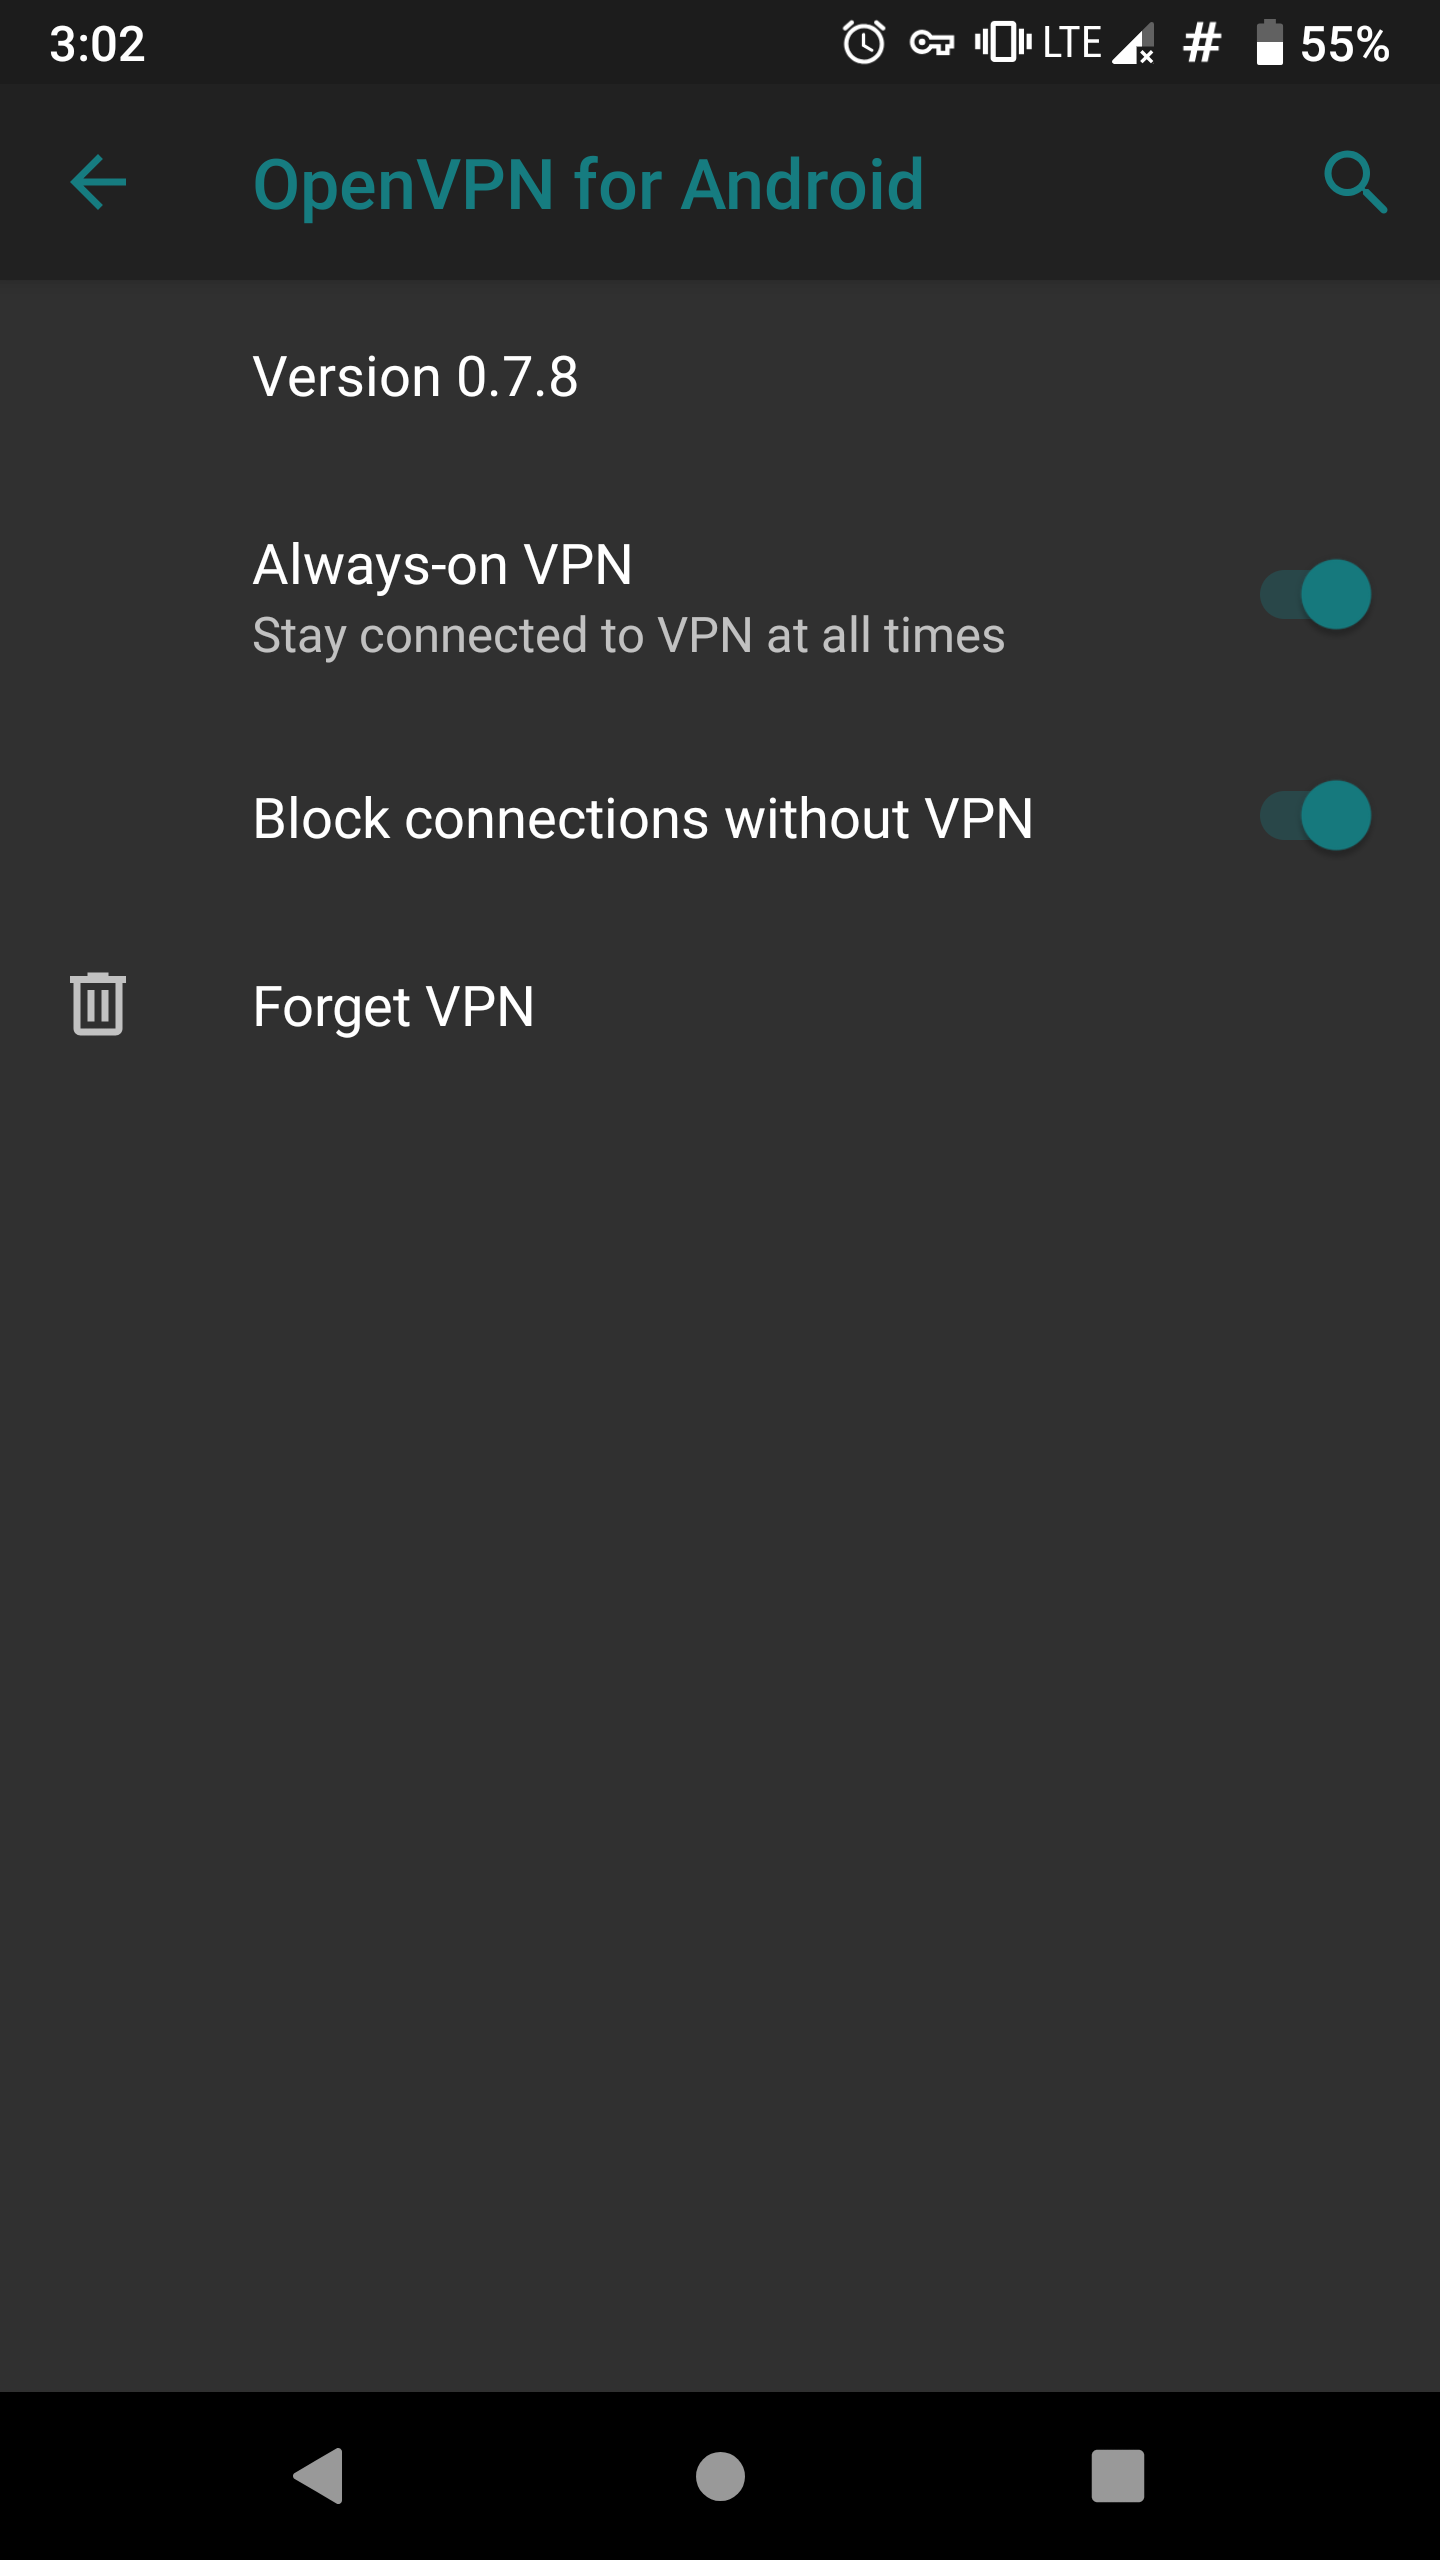 3:02 LTE # 55%
OpenVPN for Android
Version 0.7.8
Always-on VPN
Stay connected to VPN at all times
Block connections without VPN
Forget VPN